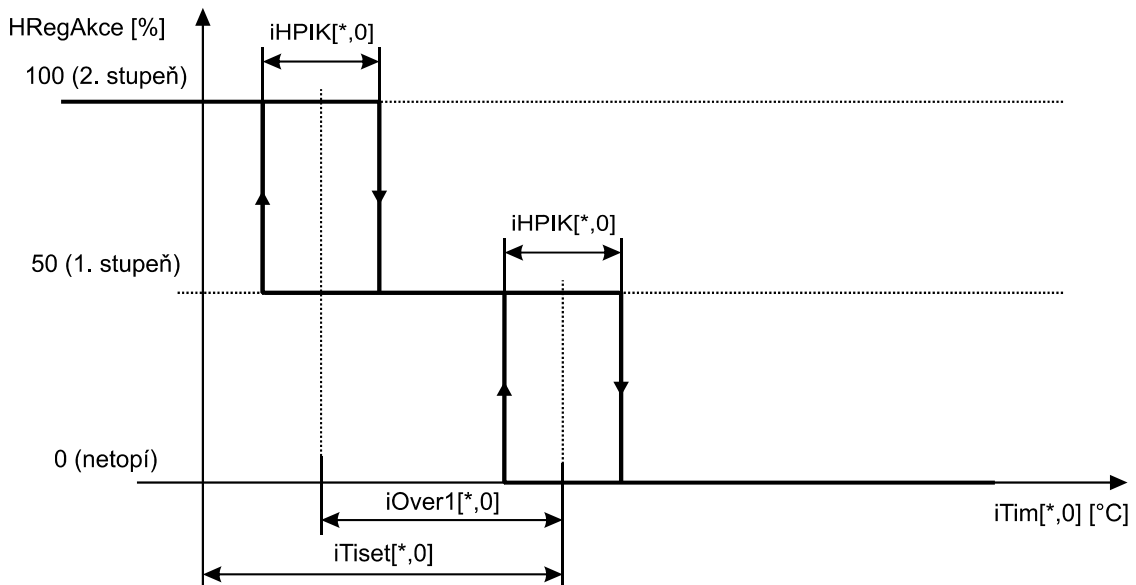 HRegAkce [%]
iHPIK[*,0]
100 (2. stupeň)
iHPIK[*,0]
50 (1. stupeň)
0 (netopí)
iOver1[*,0]
iTim[*,0] [°C]
iTiset[*,0]